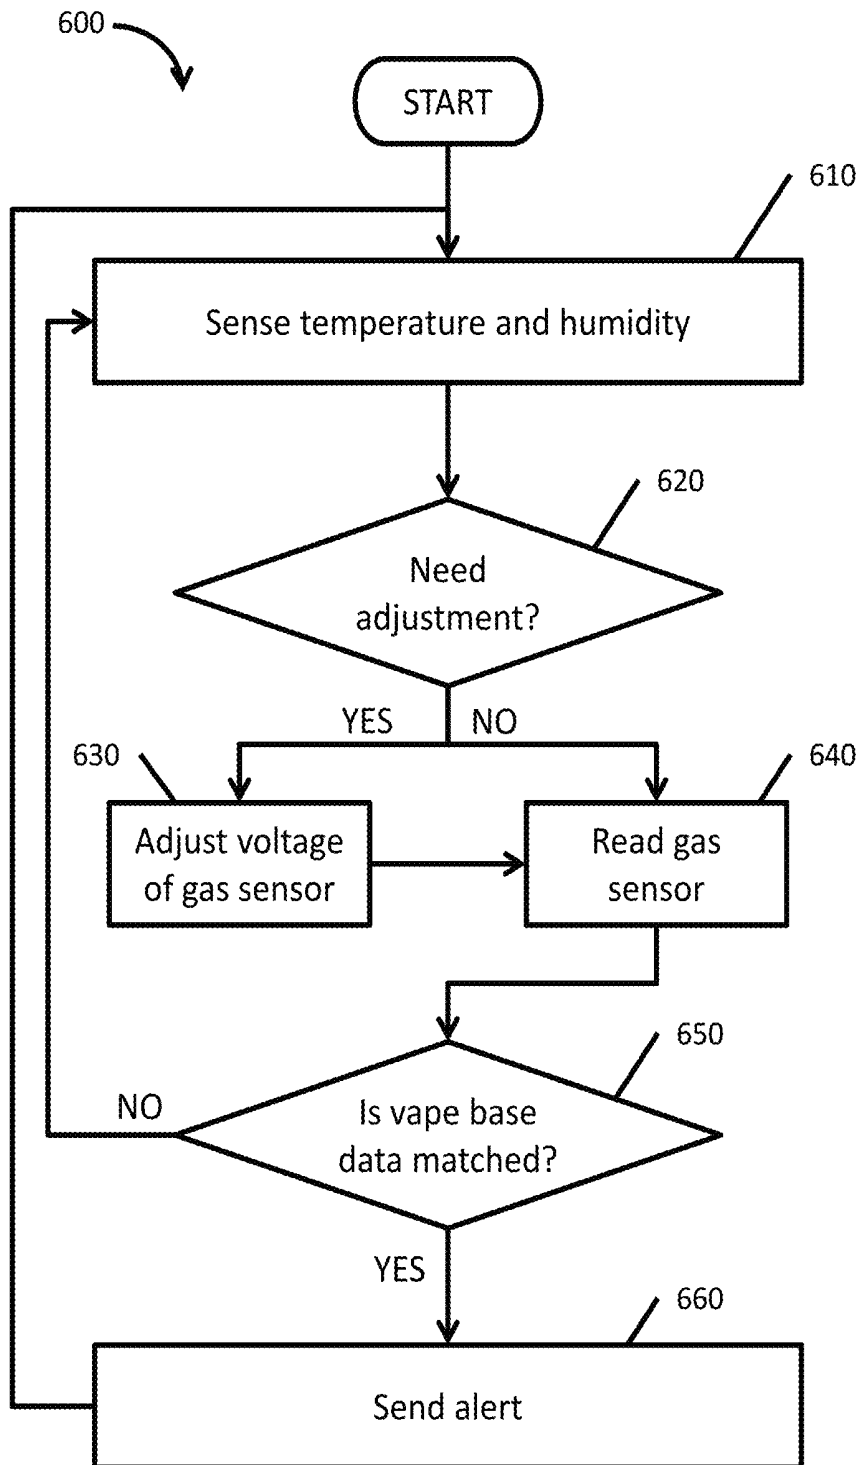 600
START
610
Sense temperature and humidity
620
Need
adjustment?
YES NO
630
640
Adjust voltage
of gas sensor
Read gas
sensor
650
NO
Is vape base
data matched?
YES
660
Send alert